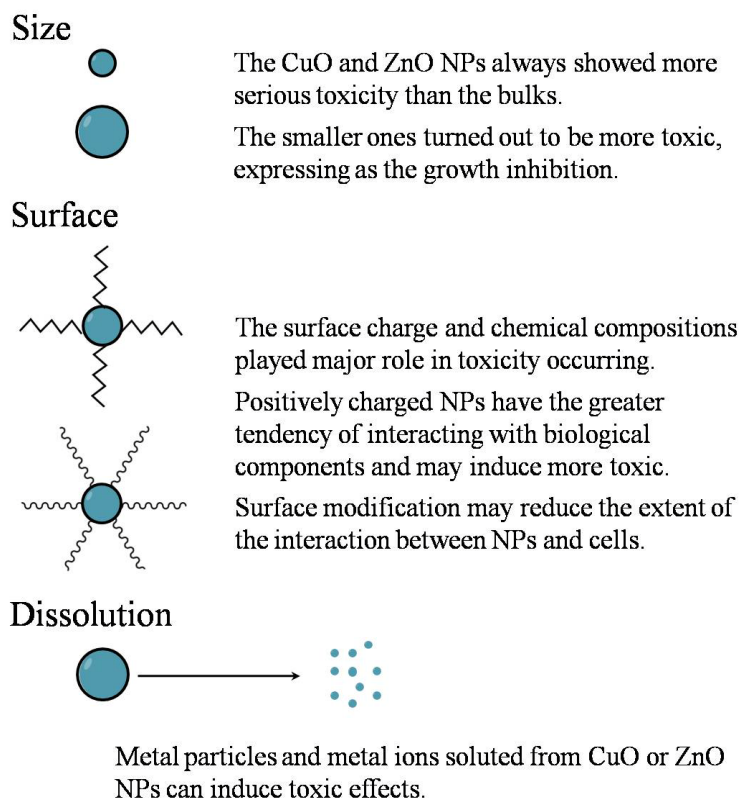 Size
The CuO and ZnO NPs always showed more
serious toxicity than the bulks.
The smaller ones turned out to be more toxic,
expressing as the growth inhibition.
Surface
The surface charge and chemical compositions
played major role in toxicity occurring.
Positively charged NPs have the greater
tendency of interacting with biological
components and may induce more toxic.
Surface modification may reduce the extent of
the interaction between NPs and cells.
Dissolution
Metal particles and metal ions soluted from CuO or ZnO
NPs can induce toxic effects.